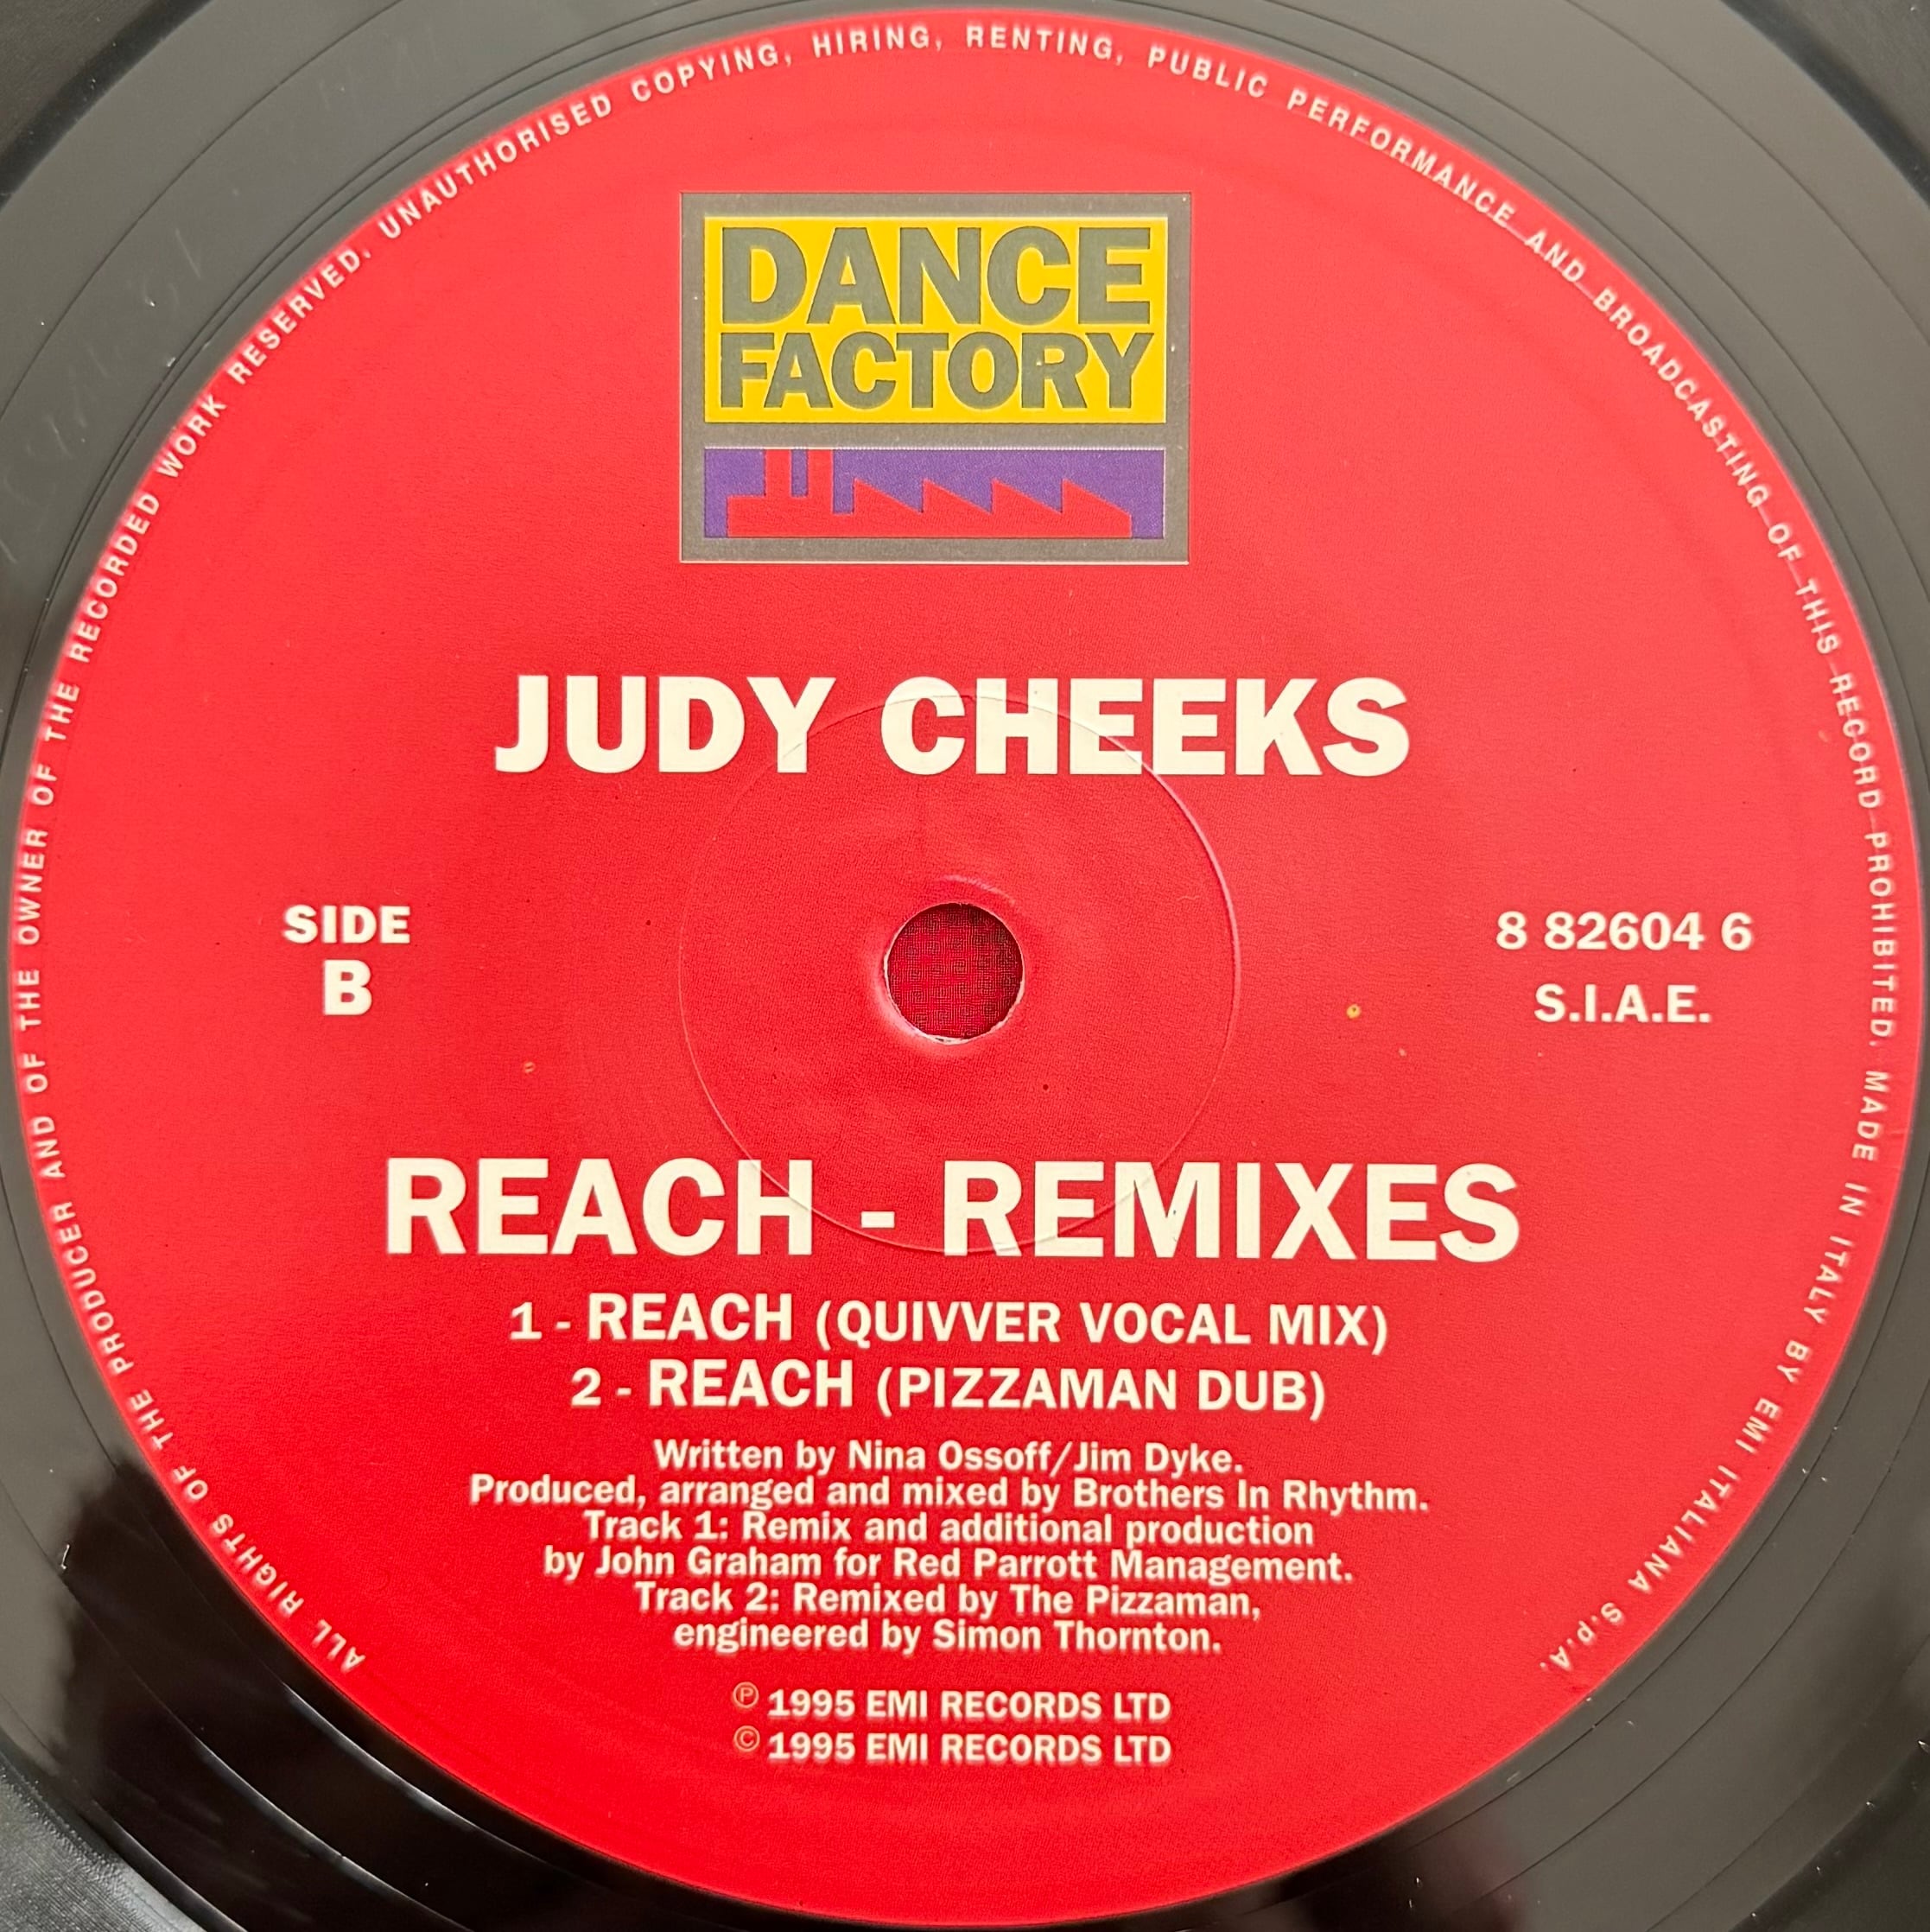 ALL RIGHTS OF THE PRODUCER AND OF THE OWNER OF THE RECORDED WORK RESERVED. UNAUTHORISED COPYING, HIRING, RENTING, PUBLIC PERFORMANCE AND BROADCASTING OF THIS RECORD PROHIBITED. MADE IN ITALY BY EMI ITALIANA S.p.A.
DANCE
FACTORY
JUDY CHEEKS
SIDE
B
8 82604 6
S.I.A.E.
REACH - REMIXES
1 - REACH (QUIVVER VOCAL MIX)
2 - REACH (PIZZAMAN DUB)
Written by Nina Ossoff/Jim Dyke.
Produced, arranged and mixed by Brothers In Rhythm.
Track 1: Remix and additional production
by John Graham for Red Parrott Management.
Track 2: Remixed by The Pizzaman,
engineered by Simon Thornton.
℗ 1995 EMI RECORDS LTD
© 1995 EMI RECORDS LTD